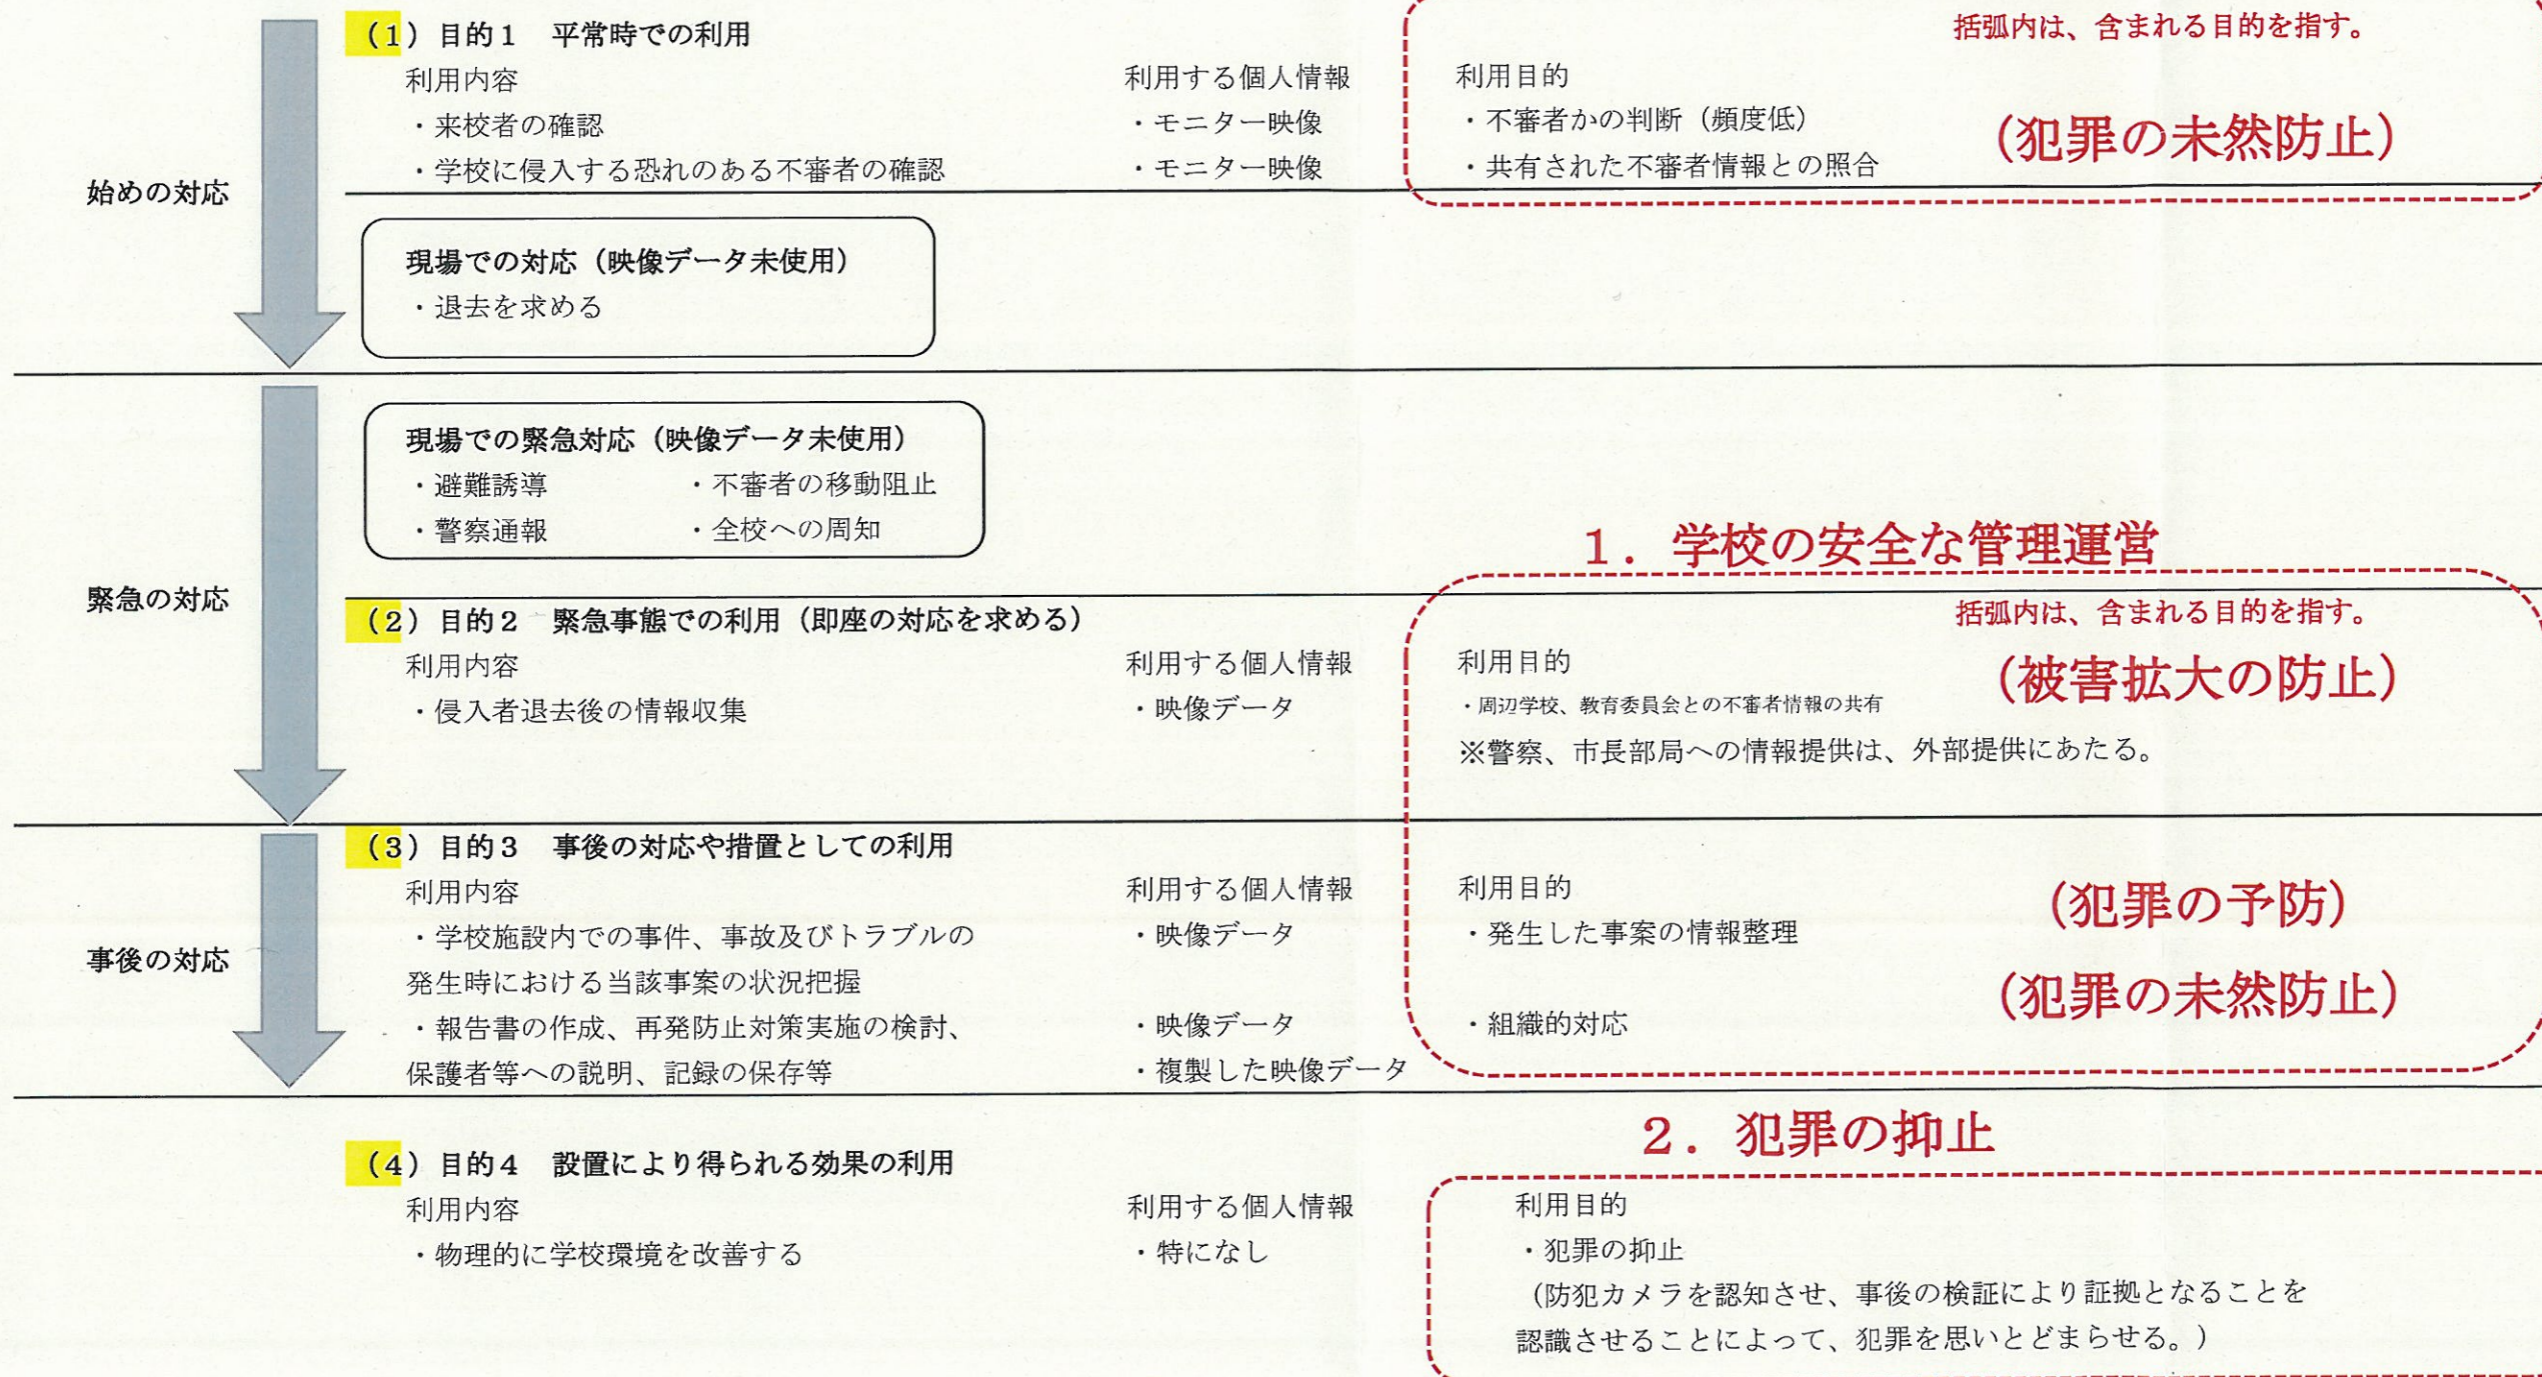 (1)目的1　平常時での利用
括弧内は、含まれる目的を指す。
利用内容
利用する個人情報
利用目的
・来校者の確認
・モニター映像
・不審者かの判断（頻度低）
（犯罪の未然防止）
・学校に侵入する恐れのある不審者の確認
・モニター映像
・共有された不審者情報との照合
始めの対応
現場での対応（映像データ未使用）
・退去を求める
現場での緊急対応（映像データ未使用）
・避難誘導
・不審者の移動阻止
・警察通報
・全校への周知
緊急の対応
1．学校の安全な管理運営
(2)目的2　緊急事態での利用（即座の対応を求める）
括弧内は、含まれる目的を指す。
利用内容
利用する個人情報
利用目的
（被害拡大の防止）
・侵入者退去後の情報収集
・映像データ
・周辺学校、教育委員会との不審者情報の共有
※警察、市長部局への情報提供は、外部提供にあたる。
(3)目的3　事後の対応や措置としての利用
利用内容
利用する個人情報
利用目的
（犯罪の予防）
事後の対応
・学校施設内での事件、事故及びトラブルの
・映像データ
・発生した事案の情報整理
発生時における当該事案の状況把握
（犯罪の未然防止）
・報告書の作成、再発防止対策実施の検討、
・映像データ
・組織的対応
保護者等への説明、記録の保存等
・複製した映像データ
2．犯罪の抑止
(4)目的4　設置により得られる効果の利用
利用内容
利用する個人情報
利用目的
・物理的に学校環境を改善する
・特になし
・犯罪の抑止
（防犯カメラを認知させ、事後の検証により証拠となることを
認識させることによって、犯罪を思いとどまらせる。）